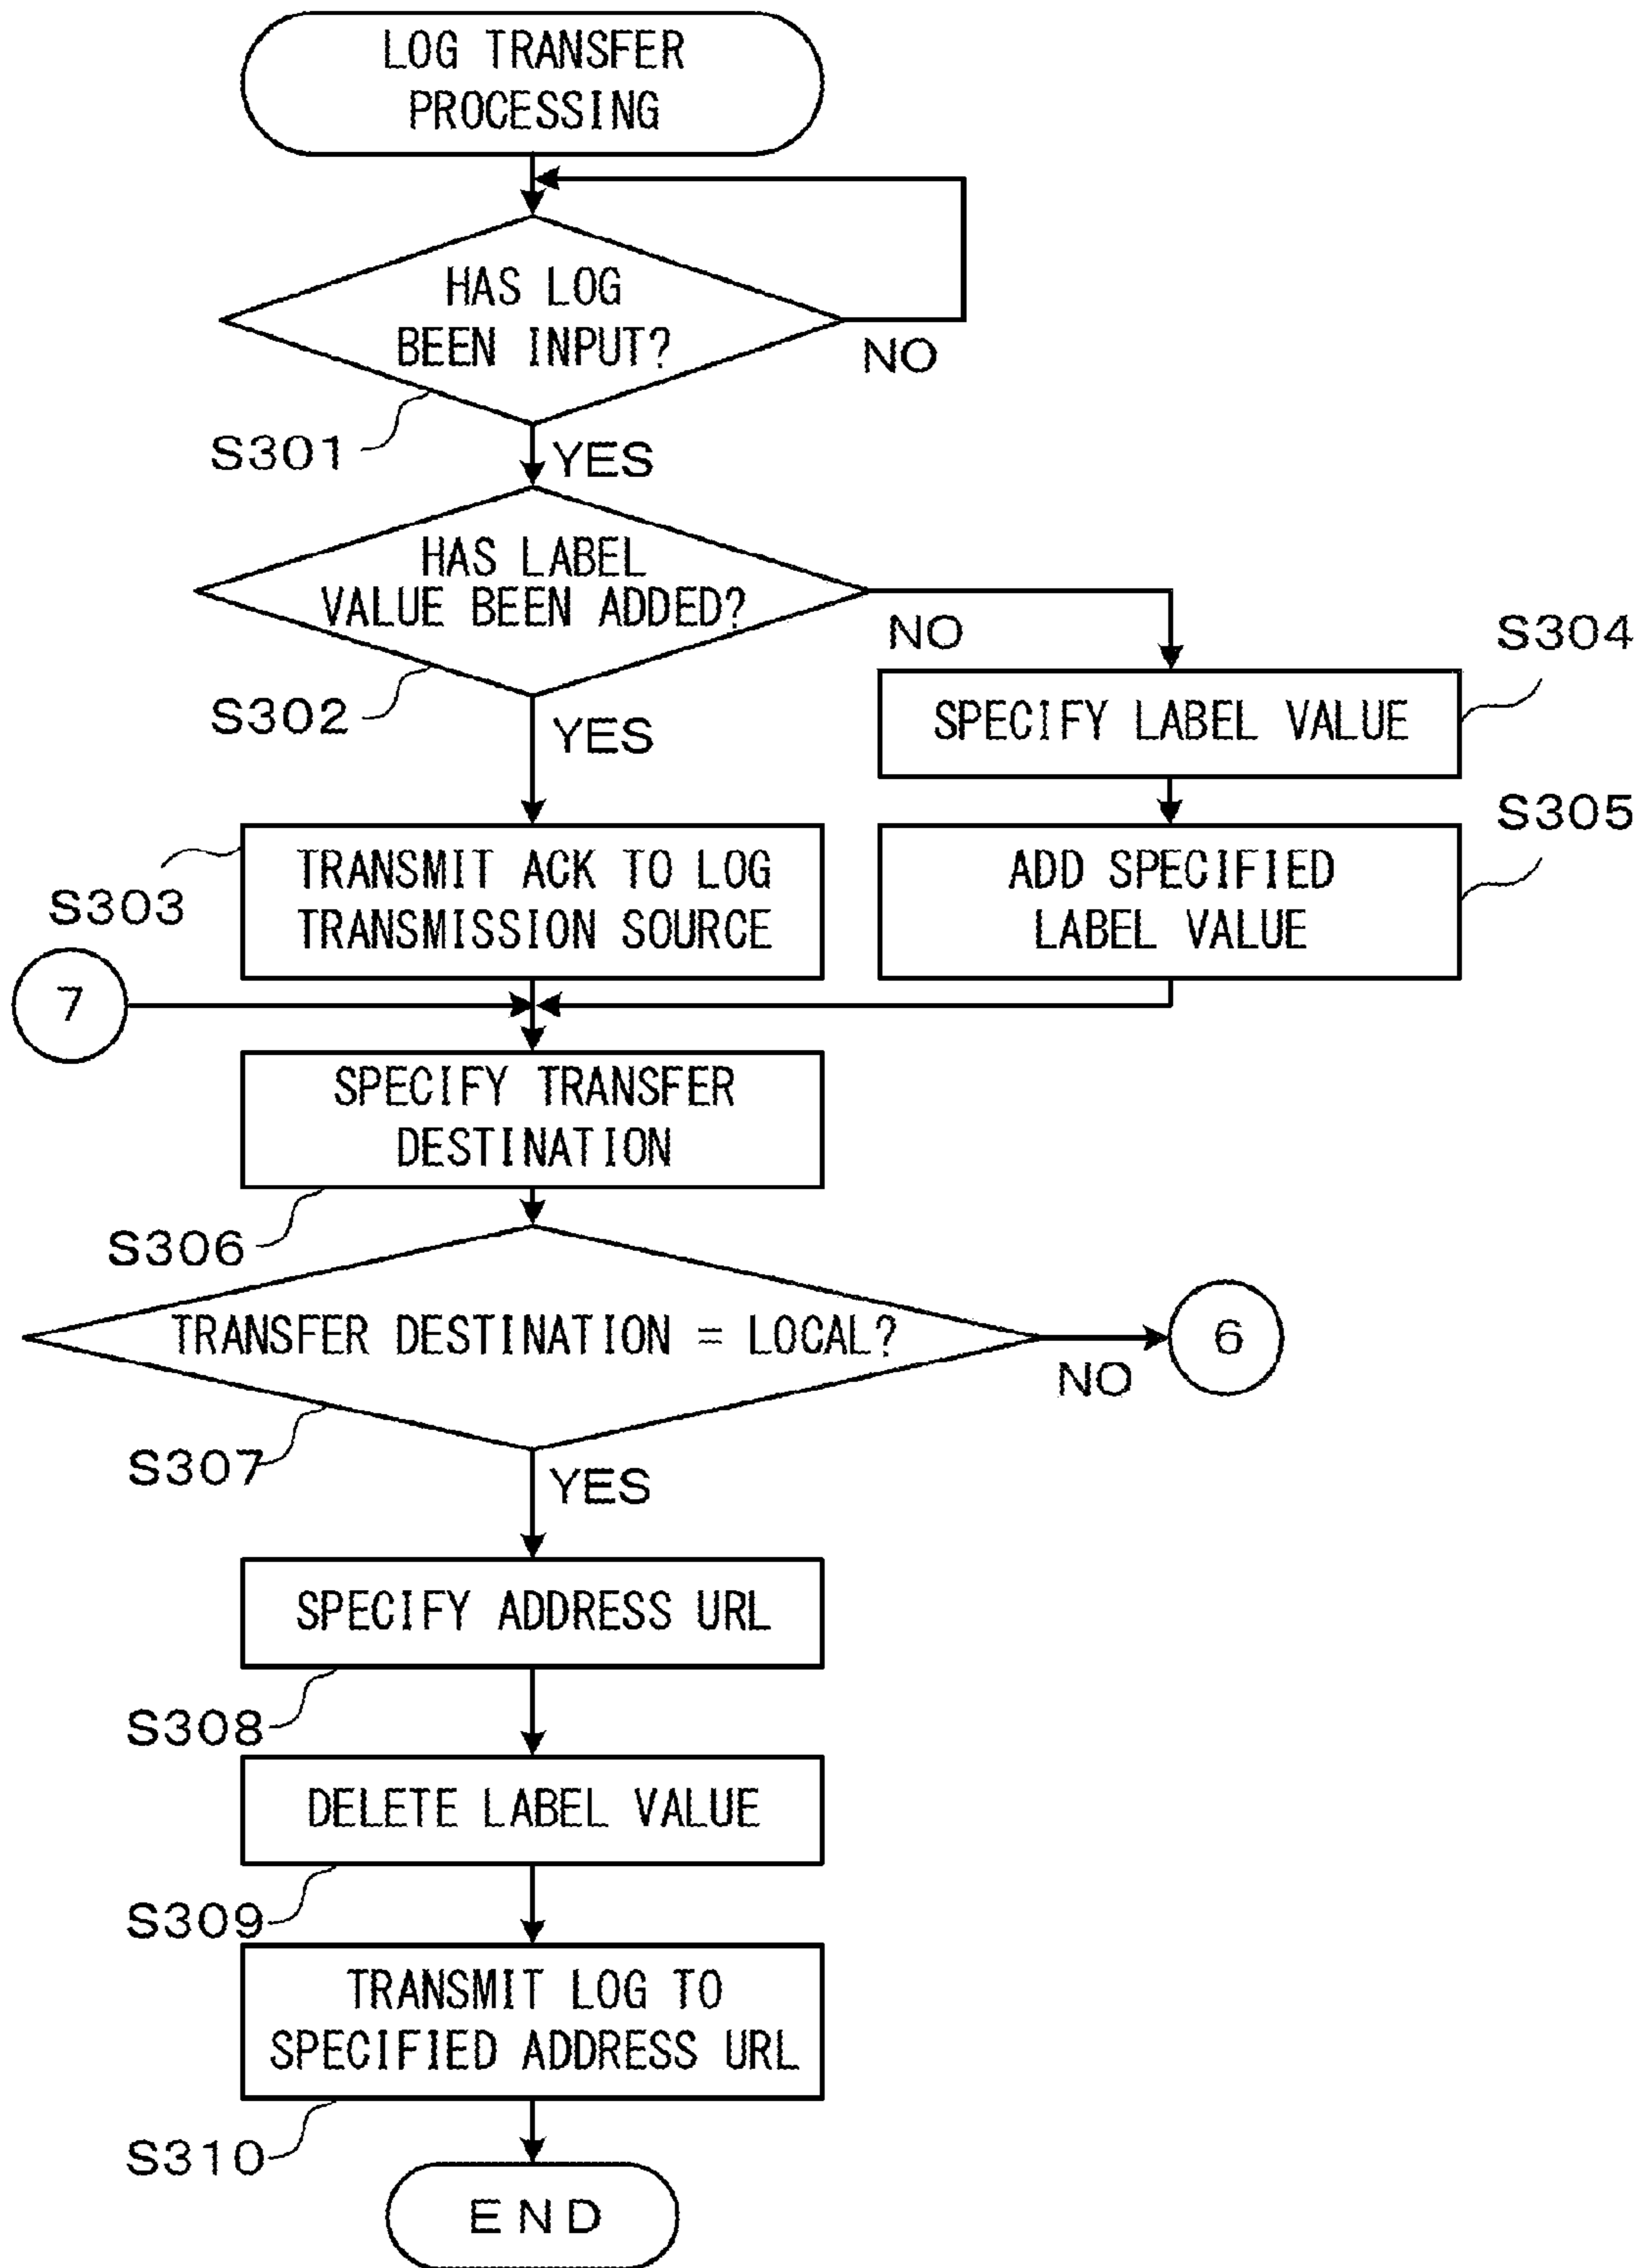 LOG TRANSFER
PROCESSING
HAS LOG
BEEN INPUT?
NO
S301
YES
HAS LABEL
VALUE BEEN ADDED?
NO
S304
S302
YES
SPECIFY LABEL VALUE
S305
TRANSMIT ACK TO LOG
TRANSMISSION SOURCE
S303
ADD SPECIFIED
LABEL VALUE
7
SPECIFY TRANSFER
DESTINATION
S306
TRANSFER DESTINATION = LOCAL?
NO
6
S307
YES
SPECIFY ADDRESS URL
S308
DELETE LABEL VALUE
S309
TRANSMIT LOG TO
SPECIFIED ADDRESS URL
S310
END